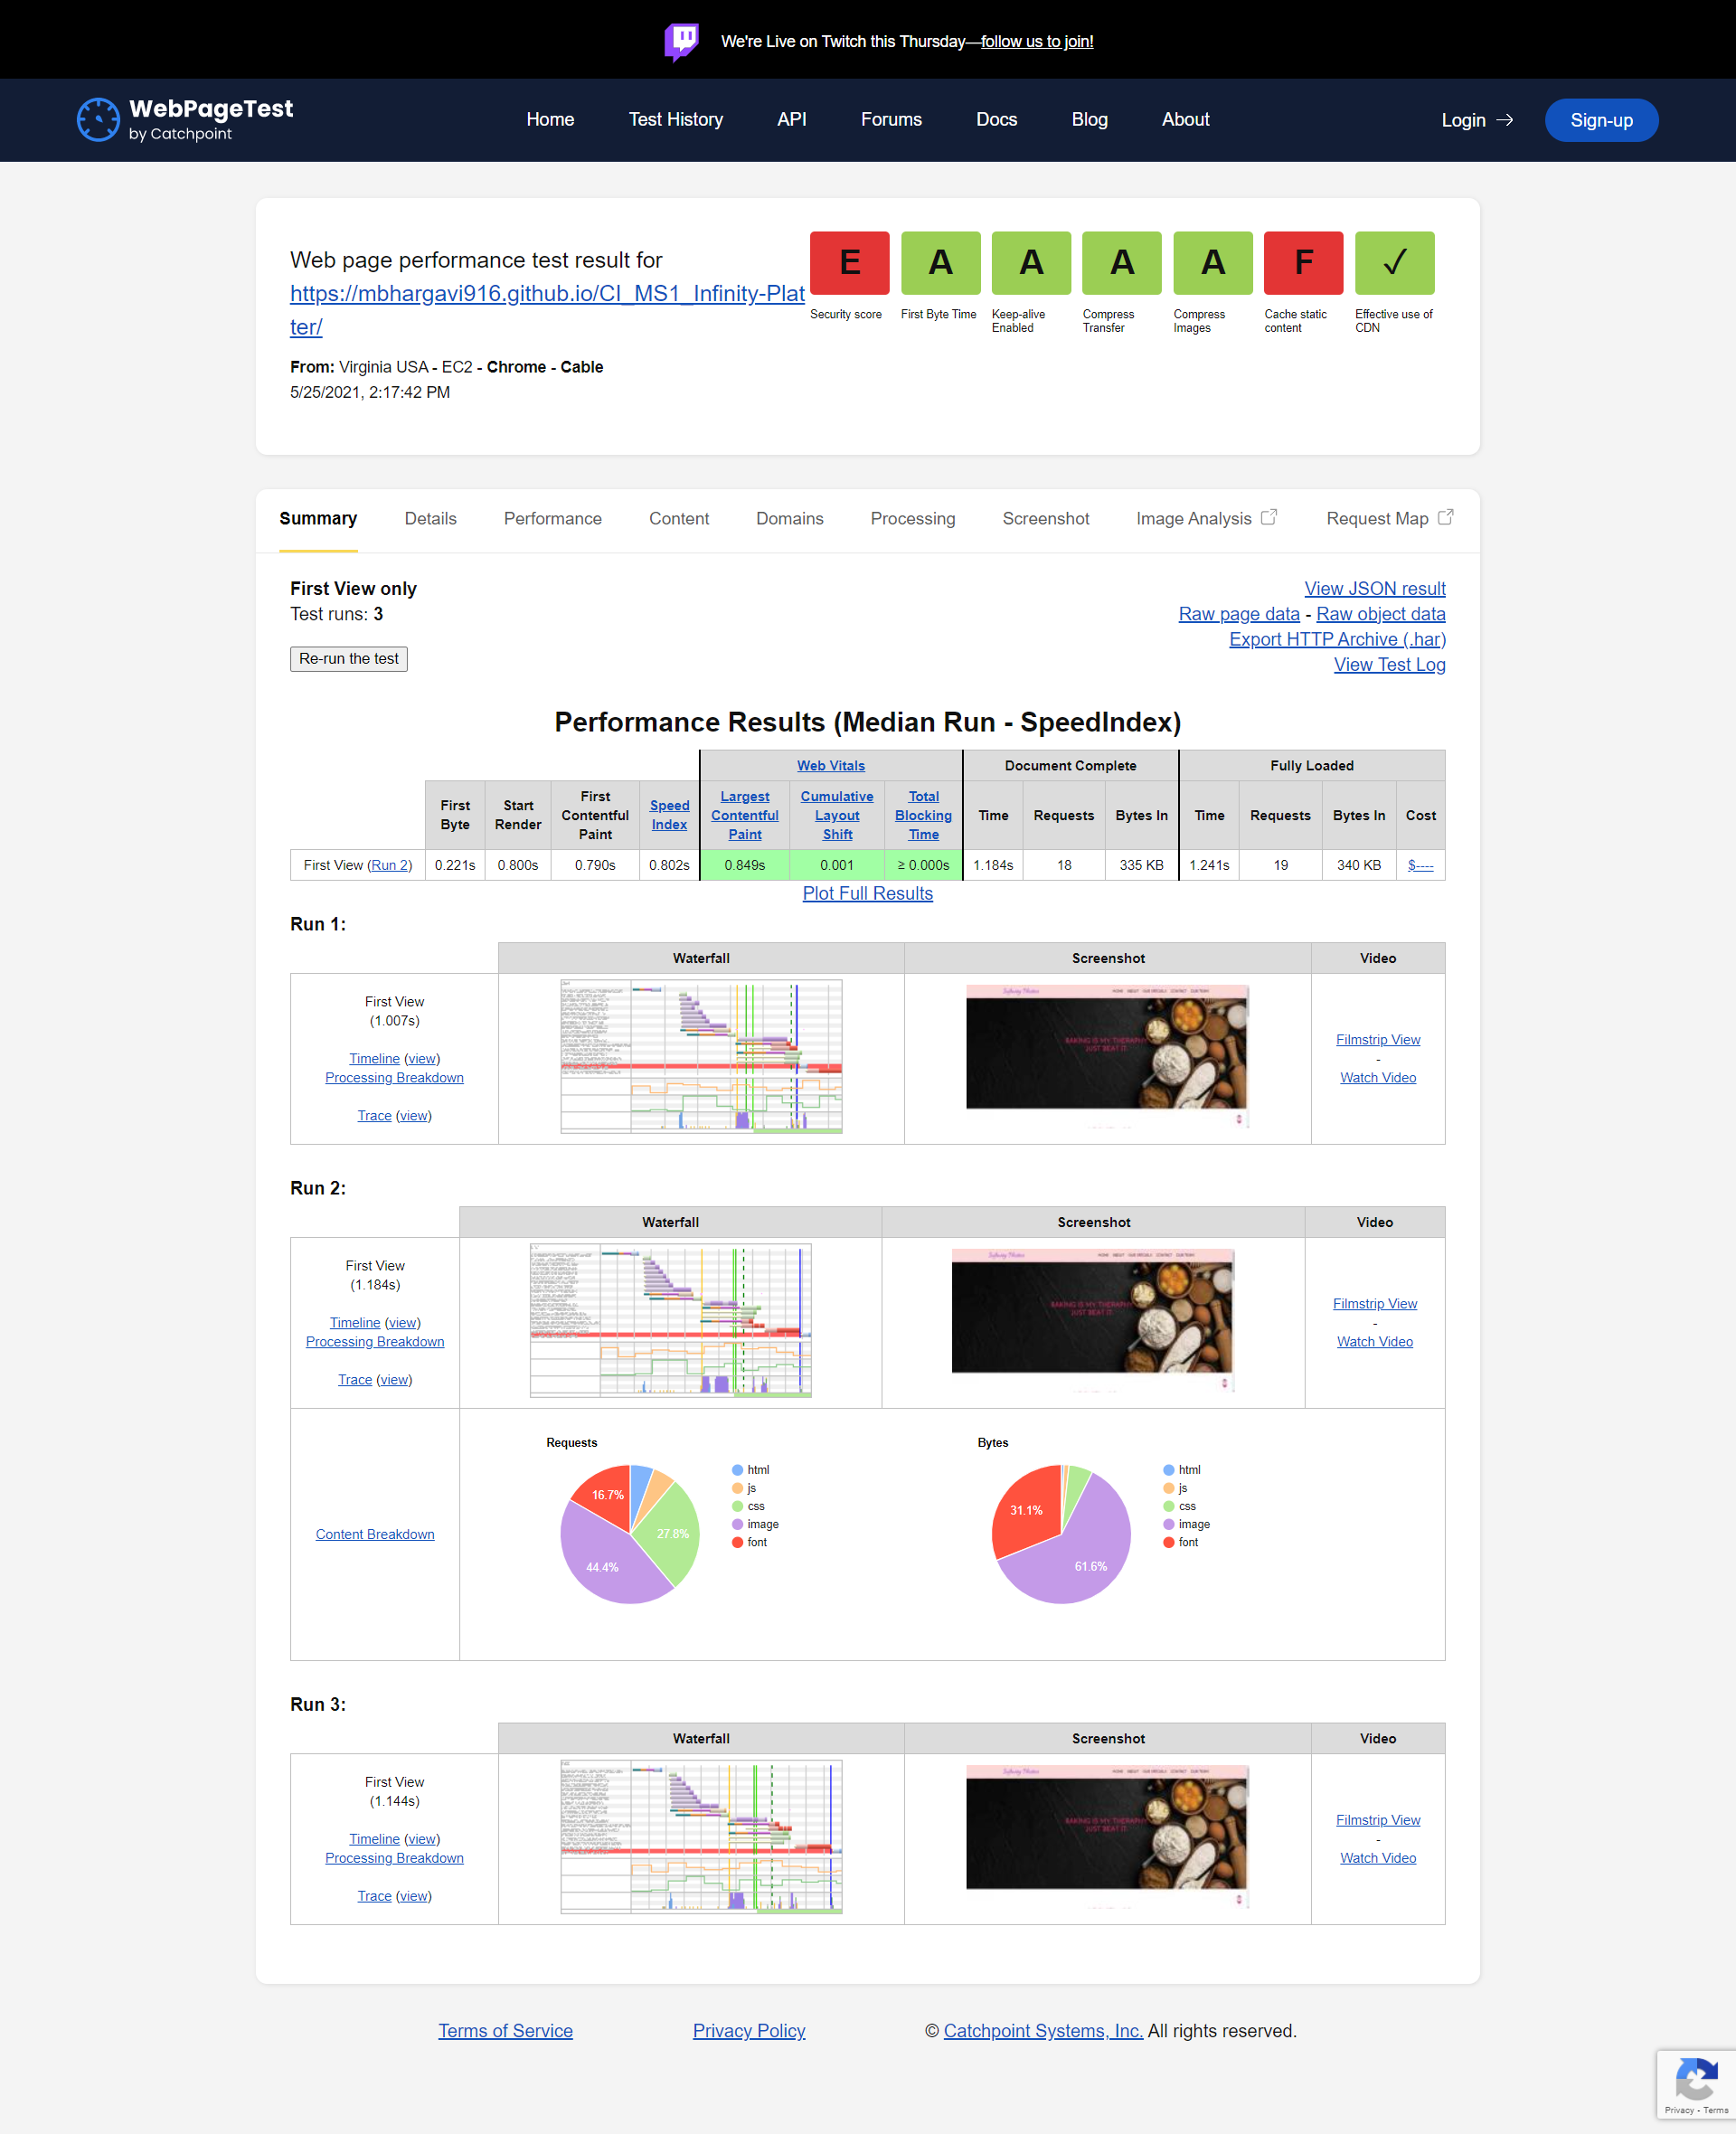 We're Live on Twitch this Thursday—follow us to join!
WebPageTest
by Catchpoint
Home Test History API Forums Docs Blog About
Login → Sign-up
Web page performance test result for
https://mbhargavi916.github.io/CI_MS1_Infinity-Plat
ter/
From: Virginia USA - EC2 - Chrome - Cable
5/25/2021, 2:17:42 PM
E A A A A F ✓
Security score First Byte Time Keep-alive Compress Compress Cache static Effective use of
Enabled Transfer Images content CDN
Summary Details Performance Content Domains Processing Screenshot Image Analysis Request Map
First View only
Test runs: 3
Re-run the test
View JSON result
Raw page data - Raw object data
Export HTTP Archive (.har)
View Test Log
Performance Results (Median Run - SpeedIndex)
Web Vitals Document Complete Fully Loaded
First Byte Start Render First Contentful Paint Speed Index Largest Contentful Paint Cumulative Layout Shift Total Blocking Time Time Requests Bytes In Time Requests Bytes In Cost
First View (Run 2) 0.221s 0.800s 0.790s 0.802s 0.849s 0.001 ≥ 0.000s 1.184s 18 335 KB 1.241s 19 340 KB $----
Plot Full Results
Run 1:
Waterfall Screenshot Video
First View
(1.007s)
Timeline (view)
Processing Breakdown
Trace (view)
BAKING IS MY THERAPHY
JUST BEAT IT.
Filmstrip View
-
Watch Video
Run 2:
Waterfall Screenshot Video
First View
(1.184s)
Timeline (view)
Processing Breakdown
Trace (view)
BAKING IS MY THERAPHY
JUST BEAT IT.
Filmstrip View
-
Watch Video
Content Breakdown
Requests
16.7%
27.8%
44.4%
html
js
css
image
font
Bytes
31.1%
61.6%
html
js
css
image
font
Run 3:
Waterfall Screenshot Video
First View
(1.144s)
Timeline (view)
Processing Breakdown
Trace (view)
BAKING IS MY THERAPHY
JUST BEAT IT.
Filmstrip View
-
Watch Video
Terms of Service Privacy Policy © Catchpoint Systems, Inc. All rights reserved.
Privacy - Terms